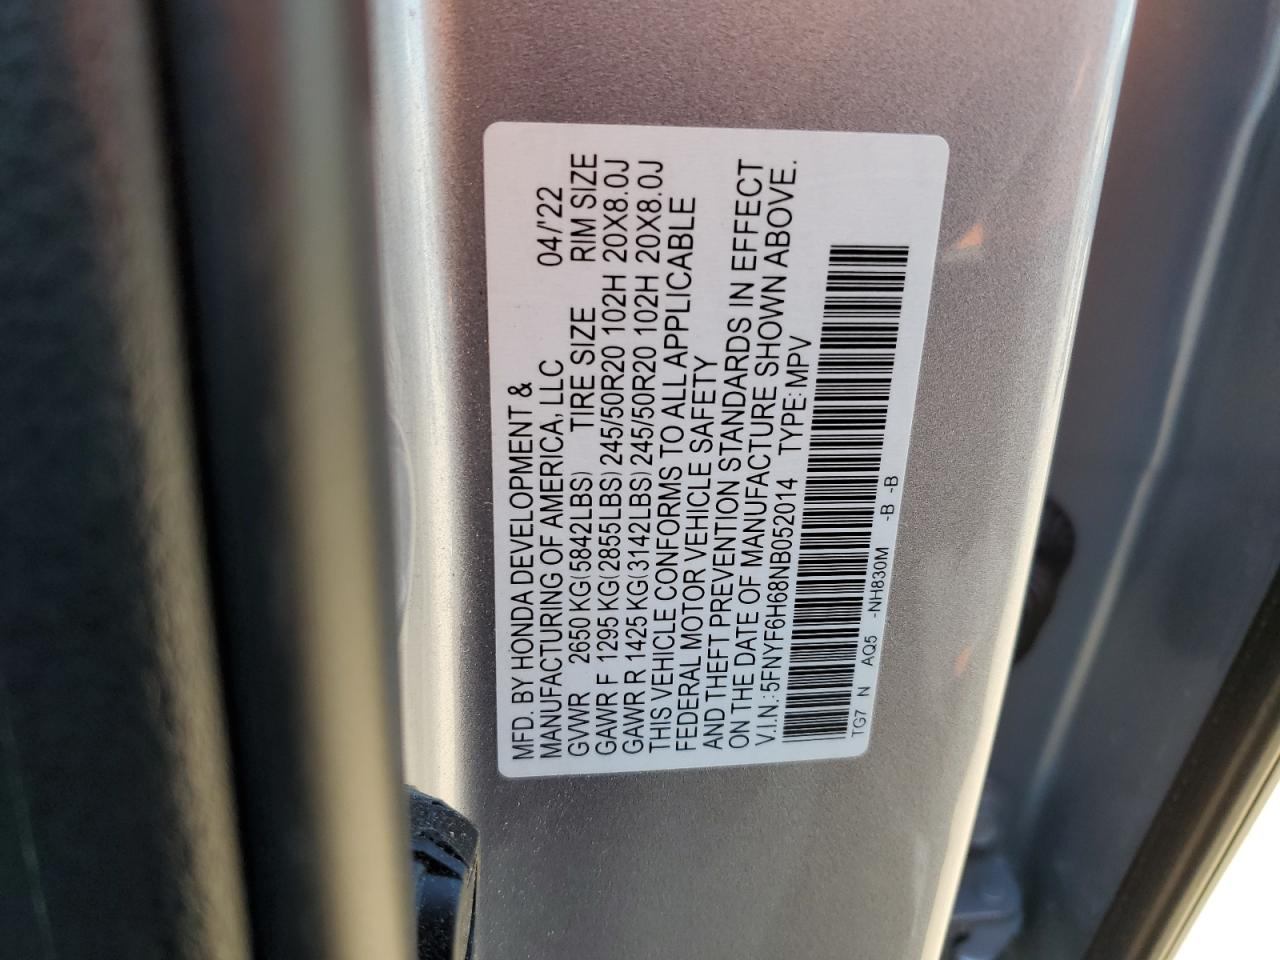 MFD. BY HONDA DEVELOPMENT &
MANUFACTURING OF AMERICA, LLC 04/'22
GVWR 2650 KG(5842LBS) TIRE SIZE RIM SIZE
GAWR F 1295 KG(2855LBS) 245/50R20 102H 20X8.0J
GAWR R 1425 KG(3142LBS) 245/50R20 102H 20X8.0J
THIS VEHICLE CONFORMS TO ALL APPLICABLE
FEDERAL MOTOR VEHICLE SAFETY
AND THEFT PREVENTION STANDARDS IN EFFECT
ON THE DATE OF MANUFACTURE SHOWN ABOVE.
V.I.N.:5FNYF6H68NB052014 TYPE:MPV
TG7 N AQ5 -NH830M -B -B